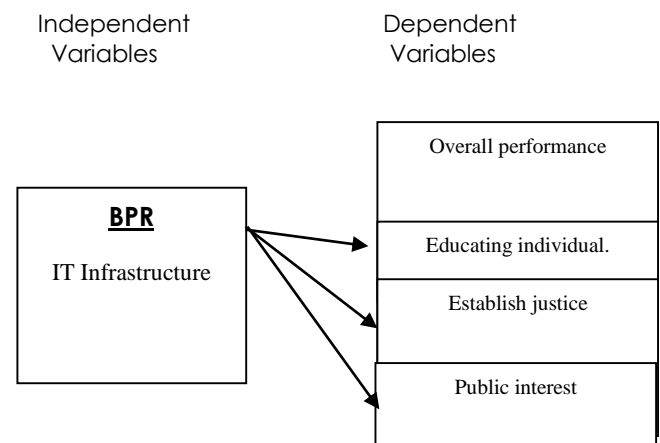 Independent
Variables
Dependent
Variables
BPR
IT Infrastructure
Overall performance
Educating individual.
Establish justice
Public interest